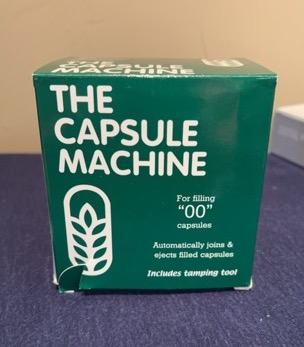 THE CAPSULE
MACHINE
THE
CAPSULE
MACHINE
For filling
“00”
capsules
Automatically joins &
ejects filled capsules
Includes tamping tool